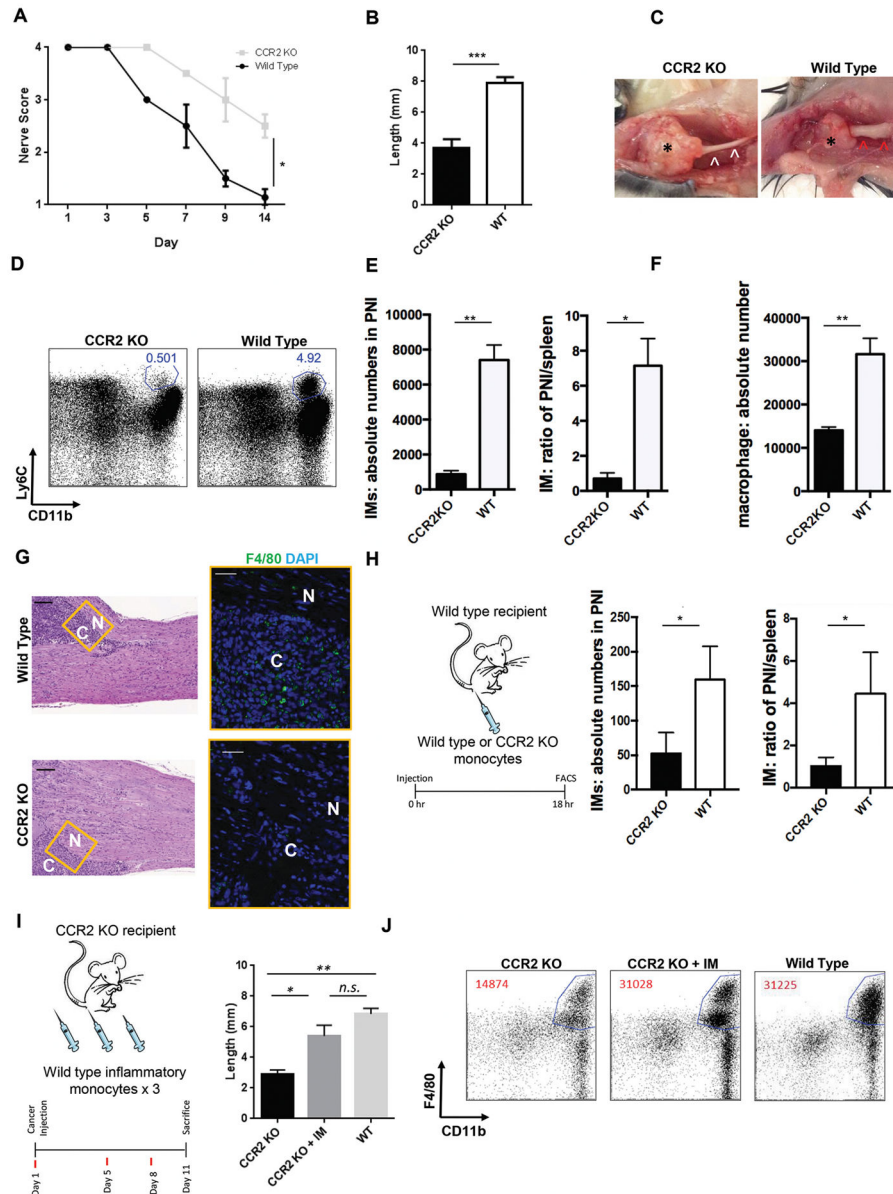 A
CCR2 KO
Wild Type
4
3
2
1
Nerve Score
1 3 5 7 9 14
Day
*
B
***
10
8
6
4
2
0
Length (mm)
CCR2 KO
WT
C
CCR2 KO
Wild Type
*
^ ^
*
^ ^
D
CCR2 KO
Wild Type
0.501
4.92
Ly6C
CD11b
E
**
10000
8000
6000
4000
2000
0
IMs: absolute numbers in PNI
CCR2KO
WT
*
10
8
6
4
2
0
IM: ratio of PNI/spleen
CCR2KO
WT
F
**
40000
30000
20000
10000
0
macrophage: absolute number
CCR2KO
WT
G
F4/80 DAPI
Wild Type
N
C
N
C
CCR2 KO
N
C
N
C
H
Wild type recipient
Wild type or CCR2 KO
monocytes
Injection
FACS
0 hr
18 hr
*
250
200
150
100
50
0
IMs: absolute numbers in PNI
CCR2 KO
WT
*
8
6
4
2
0
IM: ratio of PNI/spleen
CCR2 KO
WT
I
CCR2 KO recipient
Wild type inflammatory
monocytes x 3
Cancer
Injection
Sacrifice
Day 1
Day 5
Day 8
Day 11
**
*
n.s.
10
8
6
4
2
0
Length (mm)
CCR2 KO
CCR2 KO + IM
WT
J
CCR2 KO
CCR2 KO + IM
Wild Type
14874
31028
31225
F4/80
CD11b